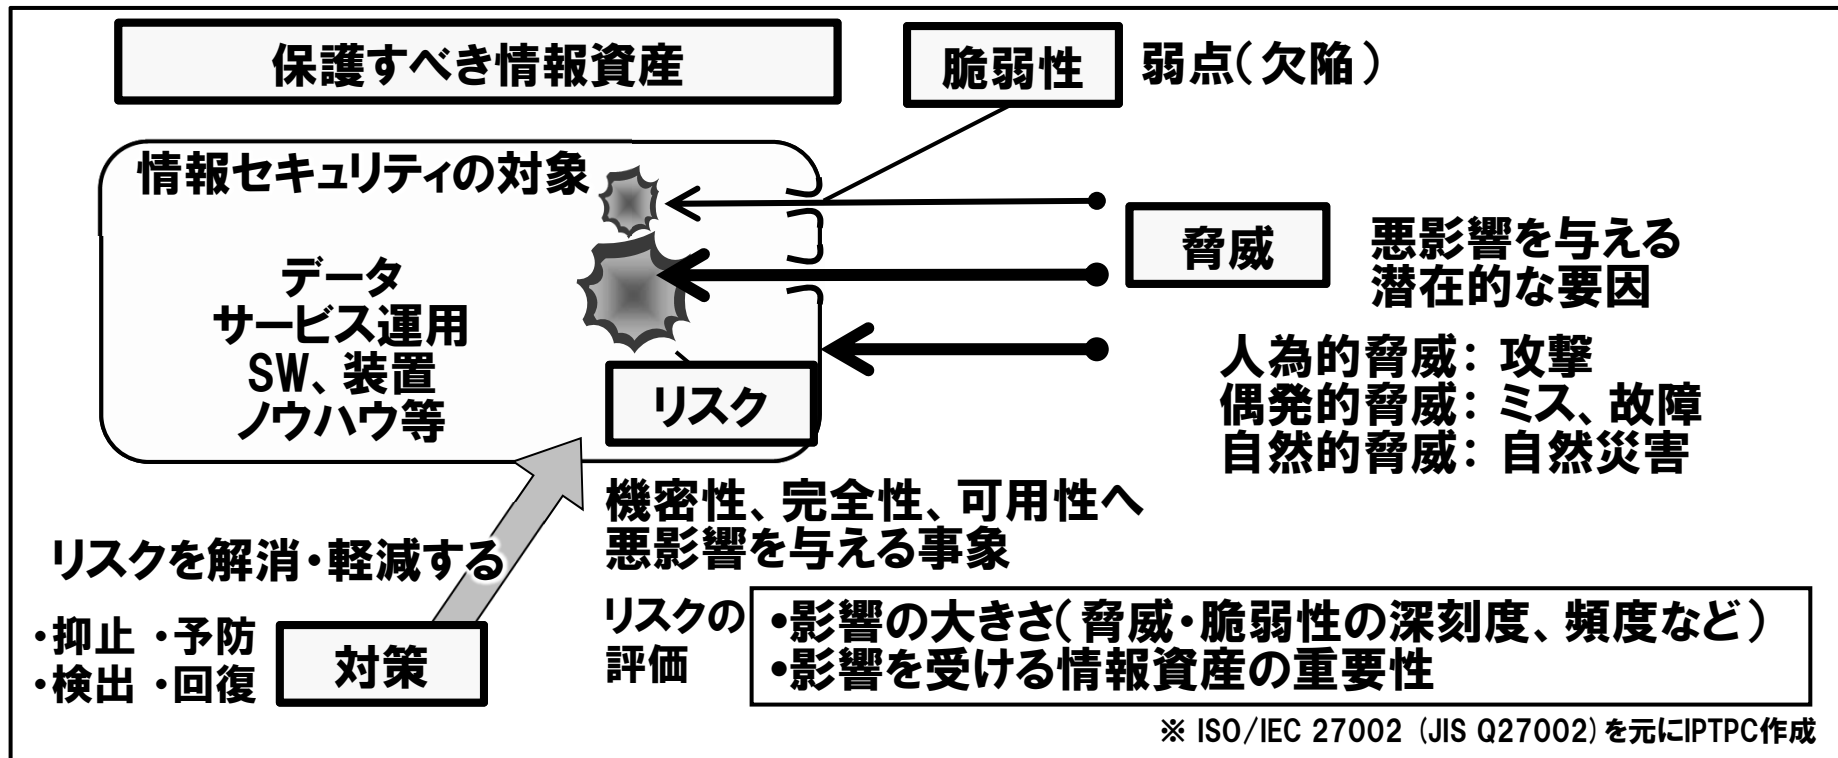 保護すべき情報資産
脆弱性
弱点(欠陥)
情報セキュリティの対象
データ
サービス運用
SW、装置
ノウハウ等
脅威
悪影響を与える
潜在的な要因
人為的脅威: 攻撃
偶発的脅威: ミス、故障
自然的脅威: 自然災害
リスク
機密性、完全性、可用性へ
悪影響を与える事象
リスクを解消・軽減する
・抑止 ・予防
・検出 ・回復
対策
リスクの
評価
•影響の大きさ(脅威・脆弱性の深刻度、頻度など)
•影響を受ける情報資産の重要性
※ ISO/IEC 27002 (JIS Q27002)を元にIPTPC作成